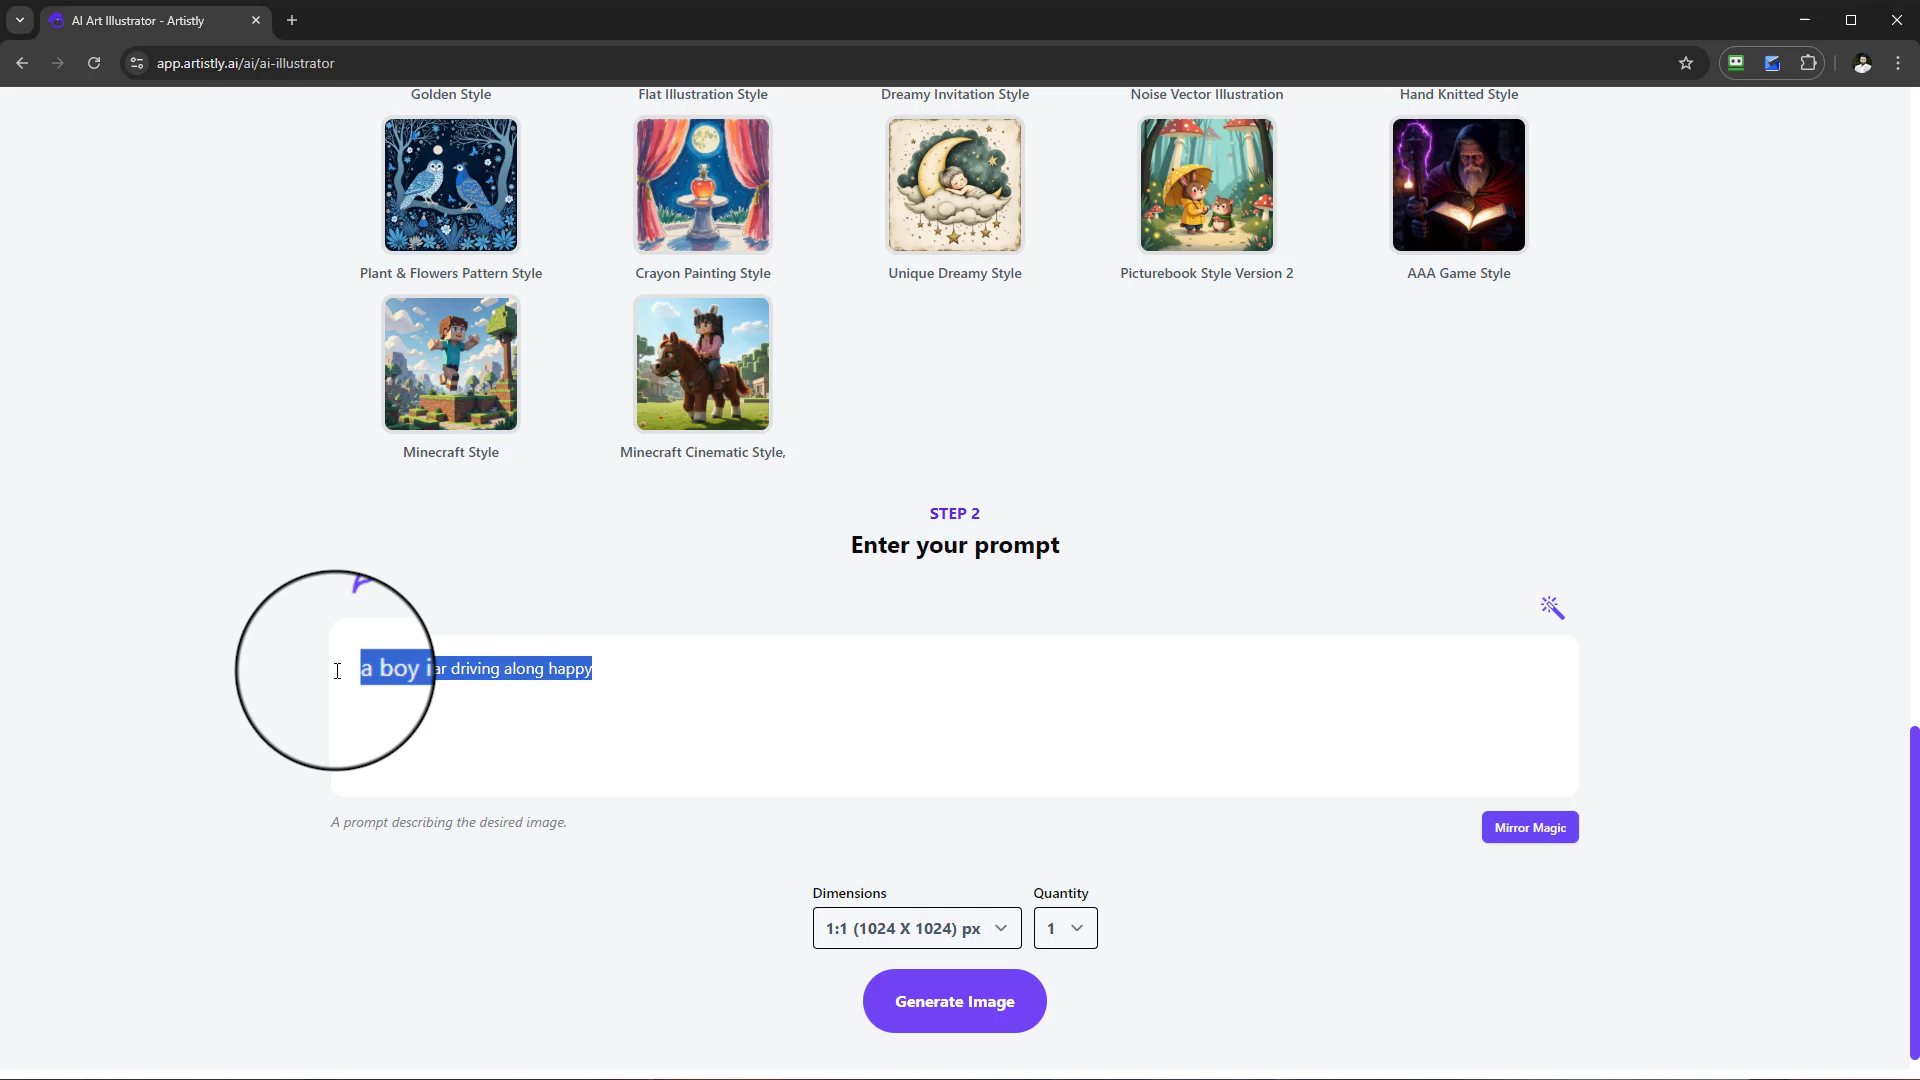 AI Art Illustrator - Artistly
app.artistly.ai/ai/ai-illustrator
Golden Style
Flat Illustration Style
Dreamy Invitation Style
Noise Vector Illustration
Hand Knitted Style
Plant & Flowers Pattern Style
Crayon Painting Style
Unique Dreamy Style
Picturebook Style Version 2
AAA Game Style
Minecraft Style
Minecraft Cinematic Style,
STEP 2
Enter your prompt
a boy i ar driving along happy
A prompt describing the desired image.
Mirror Magic
Dimensions
Quantity
1:1 (1024 X 1024) px
1
Generate Image